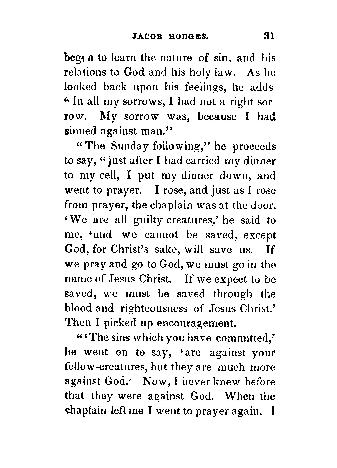 JACOB HODGES. 31
began to learn the nature of sin, and his
relations to God and his holy law. As he
looked back upon his feelings, he adds
"In all my sorrows, I had not a right sor
row. My sorrow was, because I had
sinned against man."
"The Sunday following," he proceeds
to say, "just after I had carried my dinner
to my cell, I put my dinner down, and
went to prayer. I rose, and just as I rose
from prayer, the chaplain was at the door.
'We are all guilty creatures,' he said to
me, 'and we cannot be saved, except
God, for Christ's sake, will save us. If
we pray and go to God, we must go in the
name of Jesus Christ. If we expect to be
saved, we must be saved through the
blood and righteousness of Jesus Christ.'
Then I picked up encouragement.
"'The sins which you have committed,'
he went on to say, 'are against your
fellow-creatures, but they are much more
against God.' Now, I never knew before
that they were against God. When the
chaplain left me I went to prayer again. I